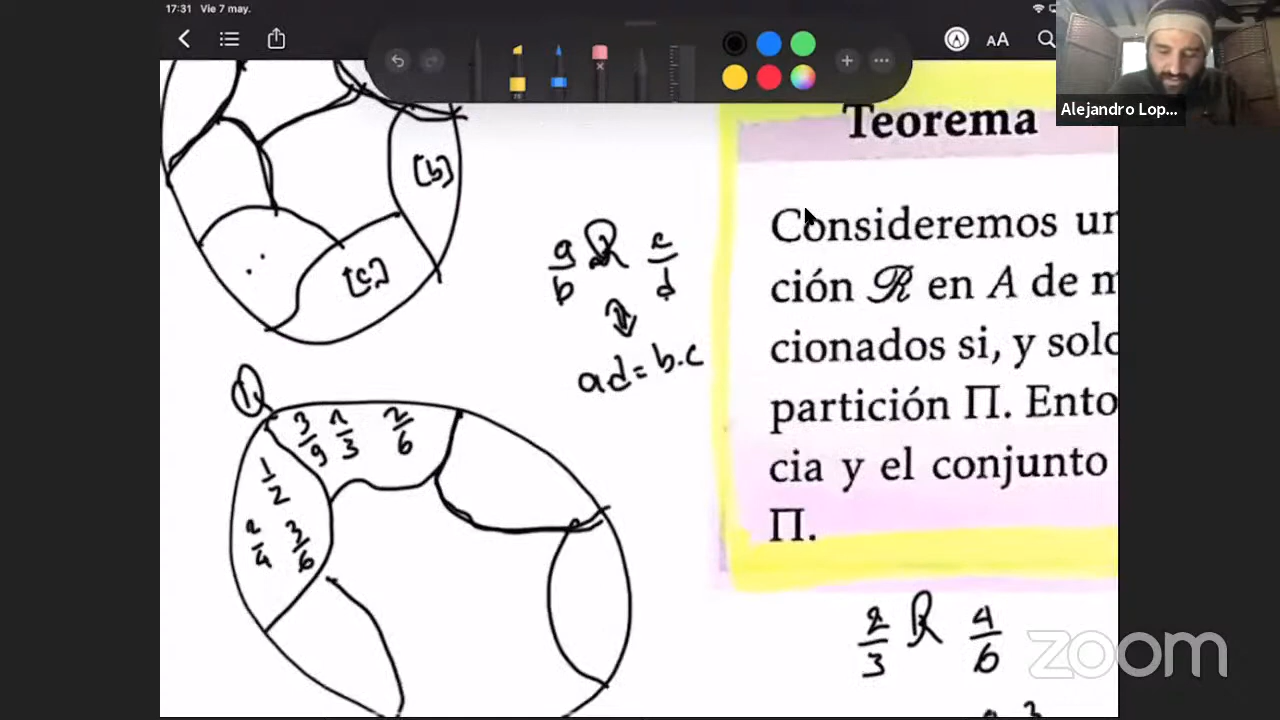 17:31 Vie 7 may.
AA
Alejandro Lop...
[b]
[c]
a/b R c/d
ad = b.c
3/9 1/3 2/6
1/2
2/4 3/6
Teorema
Consideremos un
ción ℛ en A de m
cionados si, y solo
partición Π. Ento
cia y el conjunto
Π.
2/3 R 4/6
zoom